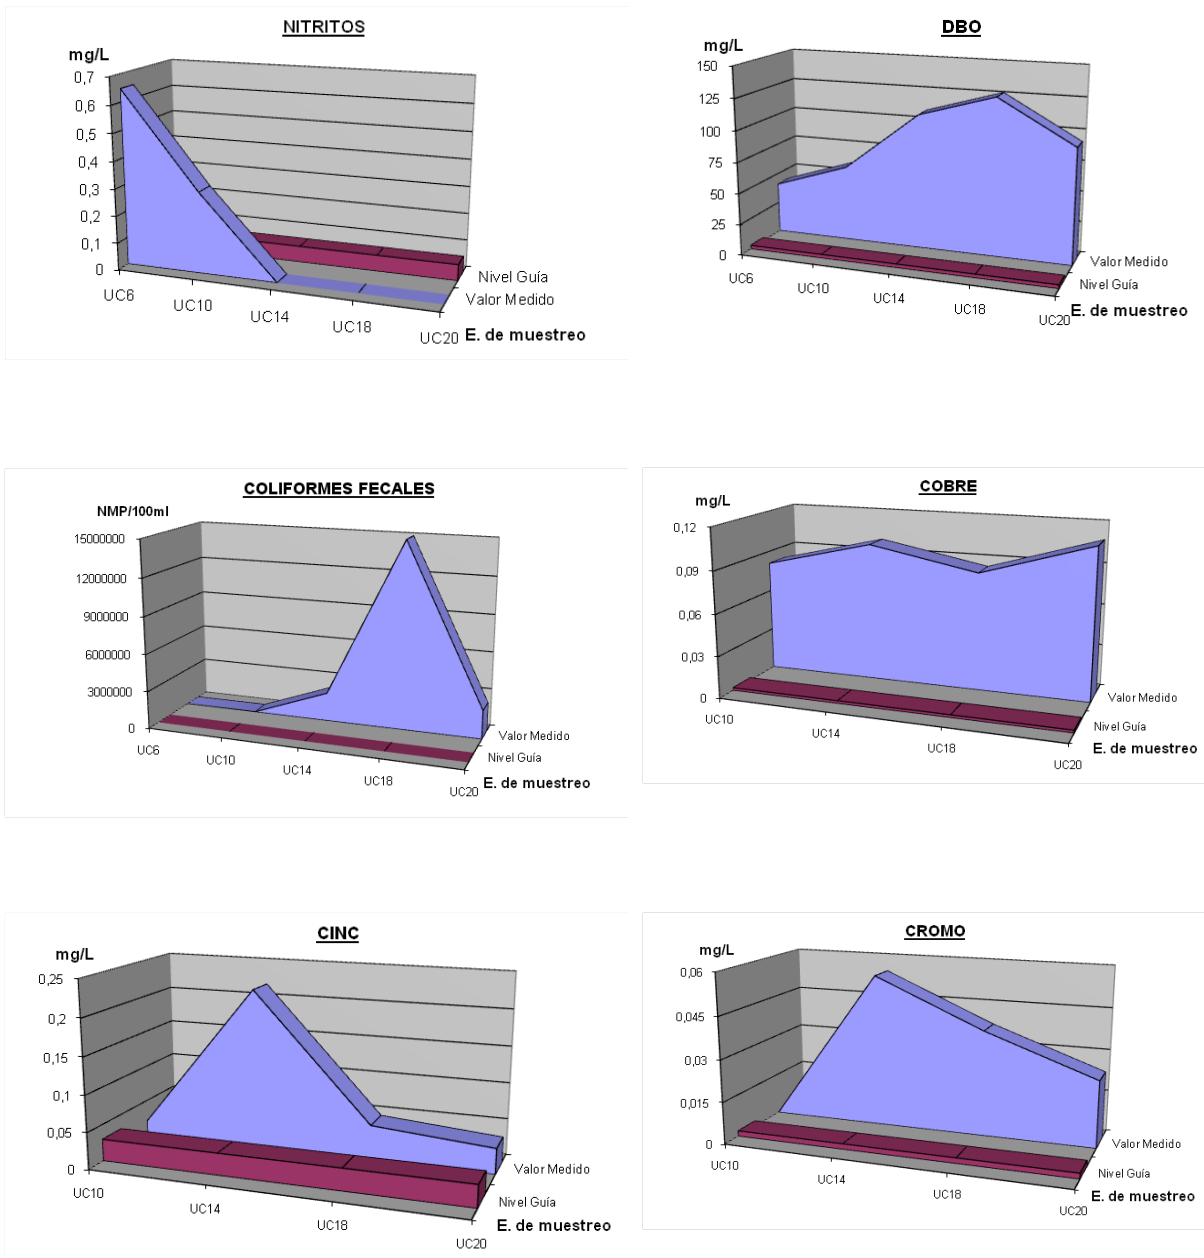 NITRITOS
mg/L
0,7
0,6
0,5
0,4
0,3
0,2
0,1
0
UC6
UC10
UC14
UC18
UC20
Nivel Guía
Valor Medido
E. de muestreo
DBO
mg/L
150
125
100
75
50
25
0
UC6
UC10
UC14
UC18
UC20
Valor Medido
Nivel Guía
E. de muestreo
COLIFORMES FECALES
NMP/100ml
15000000
12000000
9000000
6000000
3000000
0
UC6
UC10
UC14
UC18
UC20
Valor Medido
Nivel Guía
E. de muestreo
COBRE
mg/L
0,12
0,09
0,06
0,03
0
UC10
UC14
UC18
UC20
Valor Medido
Nivel Guía
E. de muestreo
CINC
mg/L
0,25
0,2
0,15
0,1
0,05
0
UC10
UC14
UC18
UC20
Valor Medido
Nivel Guía
E. de muestreo
CROMO
mg/L
0,06
0,045
0,03
0,015
0
UC10
UC14
UC18
UC20
Valor Medido
Nivel Guía
E. de muestreo